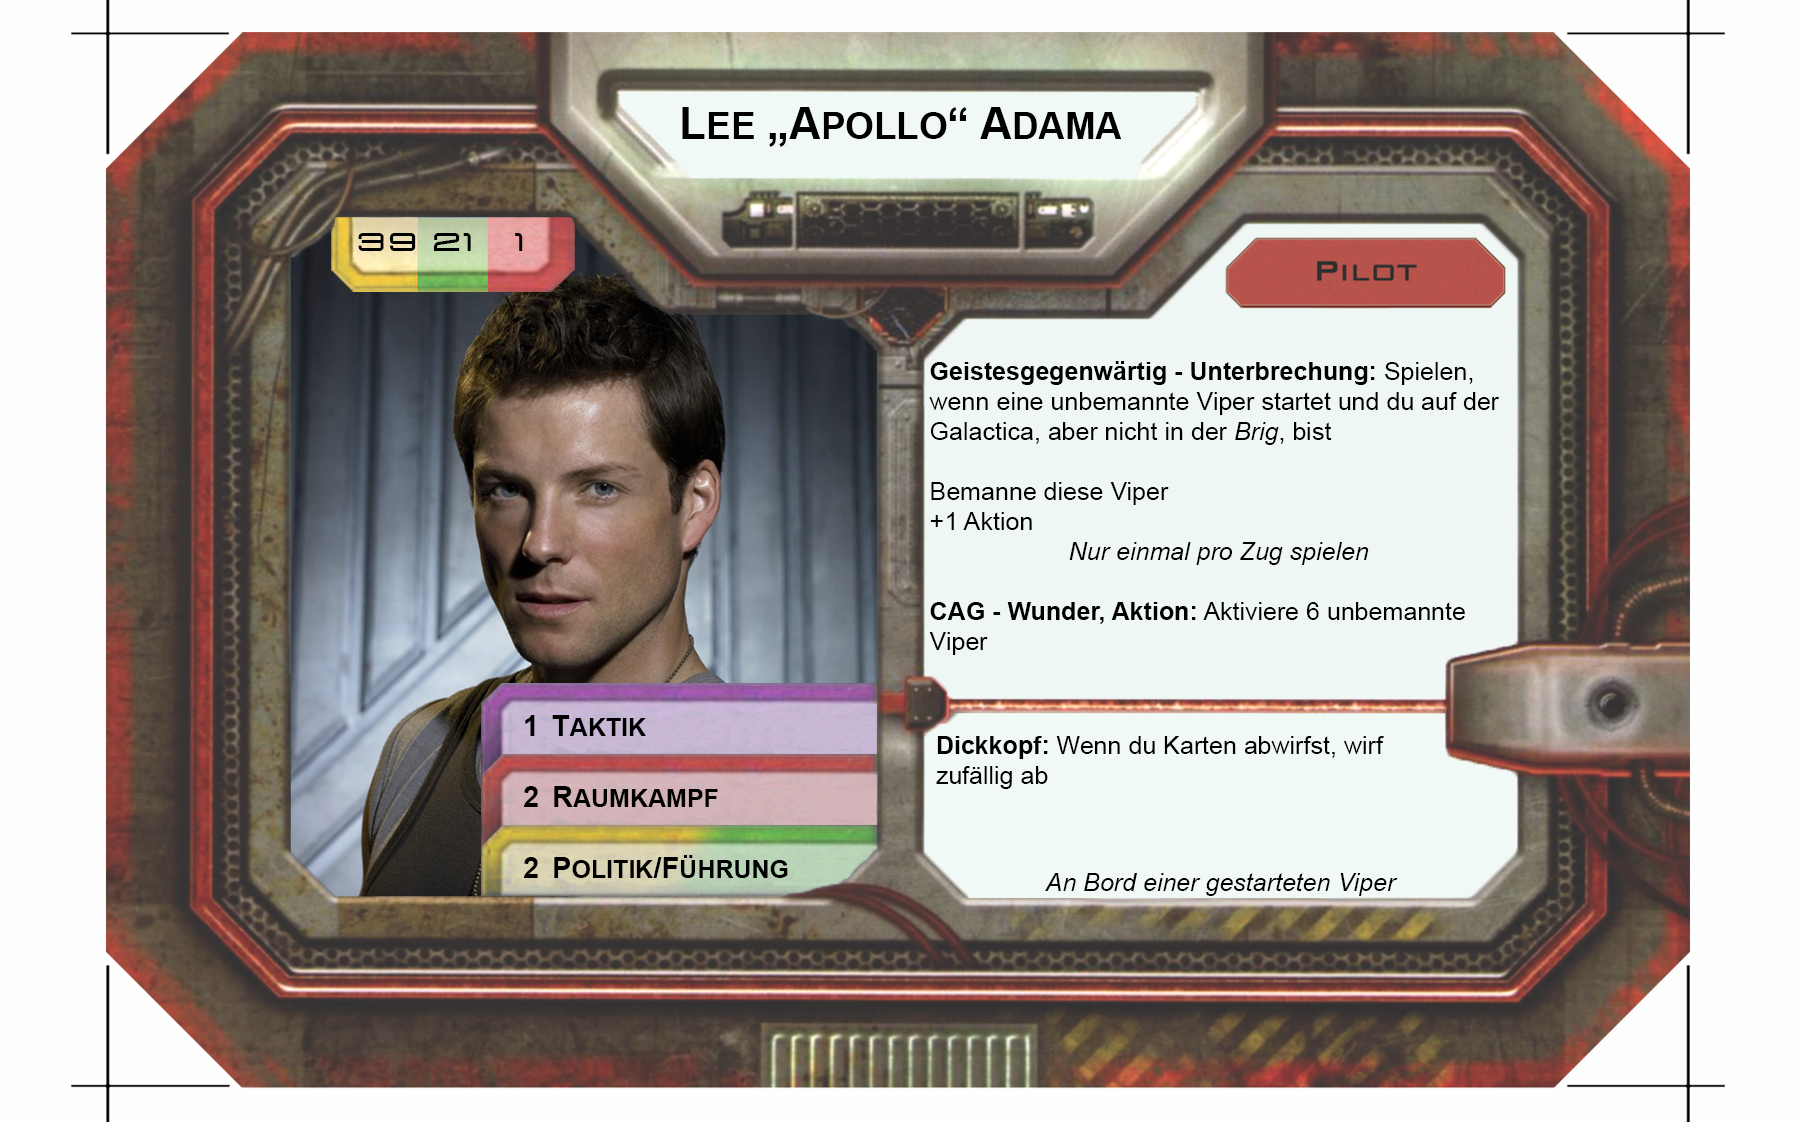 LEE „APOLLO“ ADAMA
39 21 1
PILOT
Geistesgegenwärtig - Unterbrechung: Spielen,
wenn eine unbemannte Viper startet und du auf der
Galactica, aber nicht in der Brig, bist
Bemanne diese Viper
+1 Aktion
Nur einmal pro Zug spielen
CAG - Wunder, Aktion: Aktiviere 6 unbemannte
Viper
1 TAKTIK
2 RAUMKAMPF
2 POLITIK/FÜHRUNG
Dickkopf: Wenn du Karten abwirfst, wirf
zufällig ab
An Bord einer gestarteten Viper